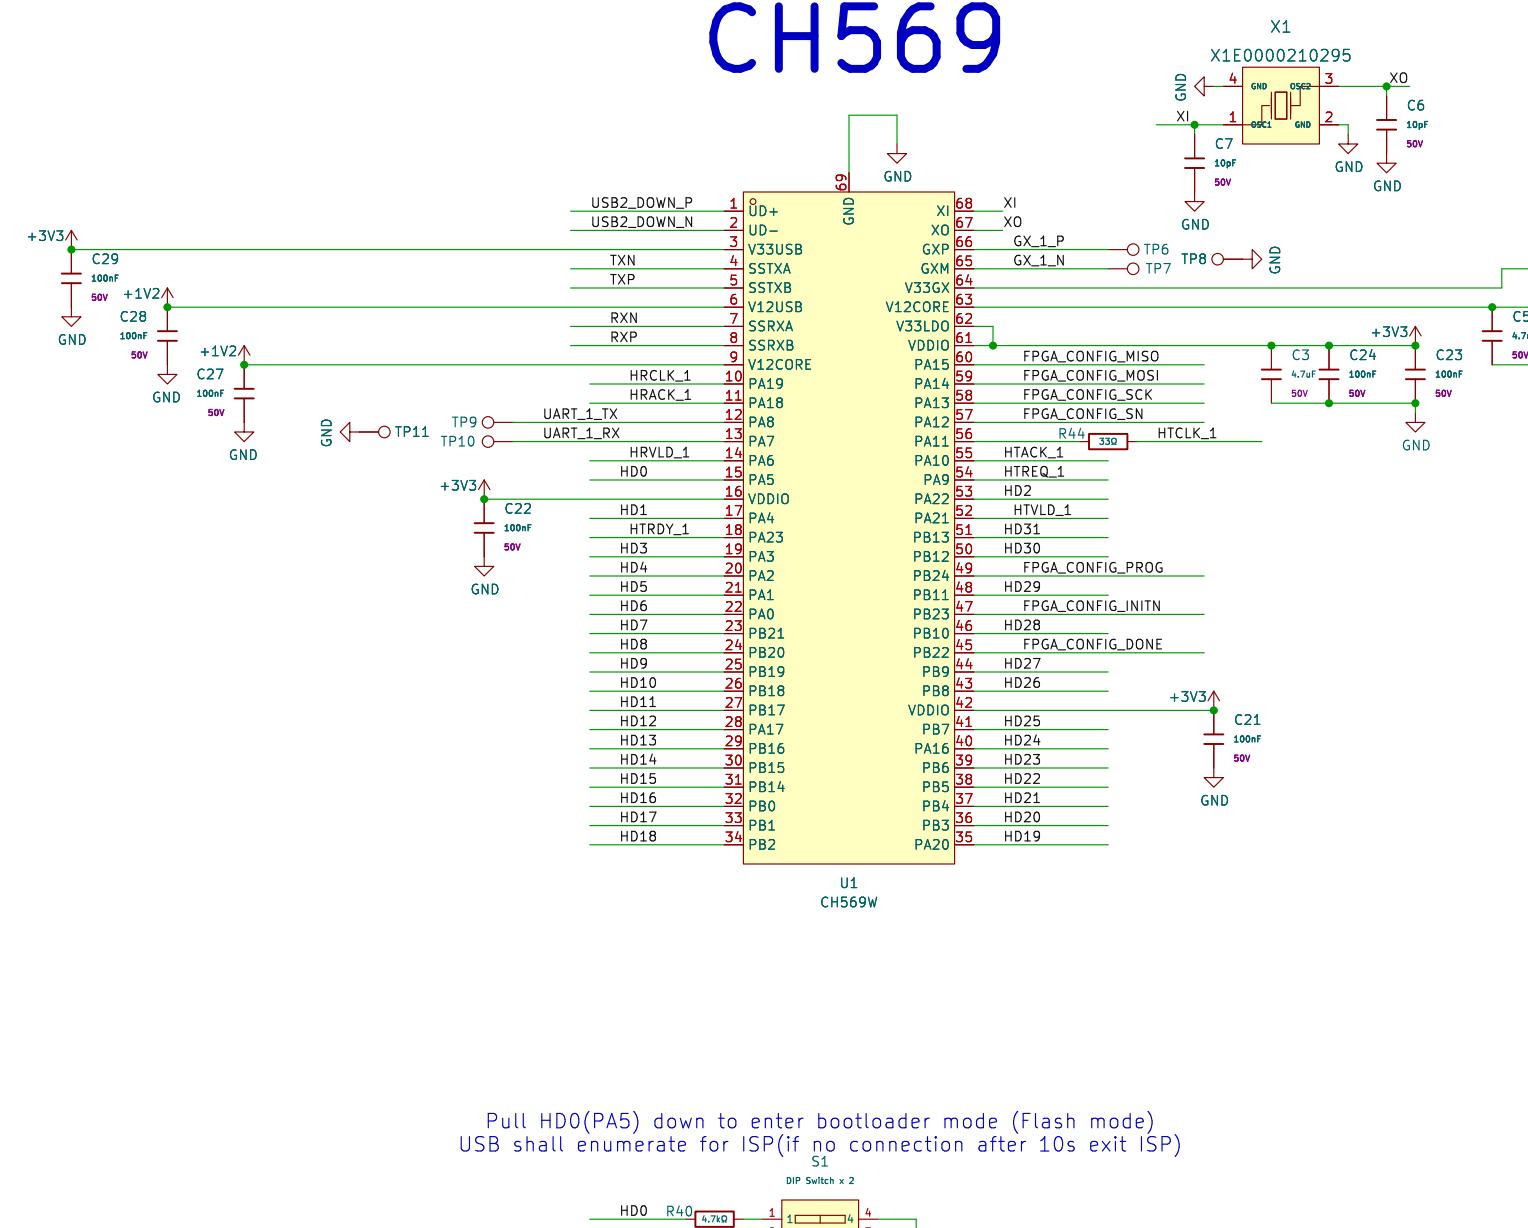 CH569
X1
X1E0000210295
GND
4
GND
OSC2
3
XO
XI
1
OSC1
GND
2
C6
10pF
50V
GND
GND
C7
10pF
50V
GND
69
GND
GND
USB2_DOWN_P
1
UD+
XI
68
XI
USB2_DOWN_N
2
UD-
XO
67
XO
+3V3
3
V33USB
GXP
66
GX_1_P
TP6
C29
100nF
50V
GND
TXN
4
SSTXA
GXM
65
GX_1_N
TP7
TP8
GND
TXP
5
SSTXB
V33GX
64
+1V2
6
V12USB
V12CORE
63
C28
100nF
50V
GND
RXN
7
SSRXA
V33LDO
62
RXP
8
SSRXB
VDDIO
61
+3V3
+1V2
9
V12CORE
PA15
60
FPGA_CONFIG_MISO
C27
100nF
50V
GND
C3
4.7uF
50V
C24
100nF
50V
C23
100nF
50V
GND
4.7
50V
HRCLK_1
10
PA19
PA14
59
FPGA_CONFIG_MOSI
HRACK_1
11
PA18
PA13
58
FPGA_CONFIG_SCK
TP9
UART_1_TX
12
PA8
PA12
57
FPGA_CONFIG_SN
GND
TP11
TP10
UART_1_RX
13
PA7
PA11
56
R44
33Ω
HTCLK_1
HRVLD_1
14
PA6
PA10
55
HTACK_1
HD0
15
PA5
PA9
54
HTREQ_1
+3V3
16
VDDIO
PA22
53
HD2
C22
100nF
50V
GND
HD1
17
PA4
PA21
52
HTVLD_1
HTRDY_1
18
PA23
PB13
51
HD31
HD3
19
PA3
PB12
50
HD30
HD4
20
PA2
PB24
49
FPGA_CONFIG_PROG
HD5
21
PA1
PB11
48
HD29
HD6
22
PA0
PB23
47
FPGA_CONFIG_INITN
HD7
23
PB21
PB10
46
HD28
HD8
24
PB20
PB22
45
FPGA_CONFIG_DONE
HD9
25
PB19
PB9
44
HD27
HD10
26
PB18
PB8
43
HD26
HD11
27
PB17
VDDIO
42
+3V3
C21
100nF
50V
GND
HD12
28
PA17
PB7
41
HD25
HD13
29
PB16
PA16
40
HD24
HD14
30
PB15
PB6
39
HD23
HD15
31
PB14
PB5
38
HD22
HD16
32
PB0
PB4
37
HD21
HD17
33
PB1
PB3
36
HD20
HD18
34
PB2
PA20
35
HD19
U1
CH569W
Pull HD0(PA5) down to enter bootloader mode (Flash mode)
USB shall enumerate for ISP(if no connection after 10s exit ISP)
S1
DIP Switch x 2
HD0
R40
4.7kΩ
1
1
4
4